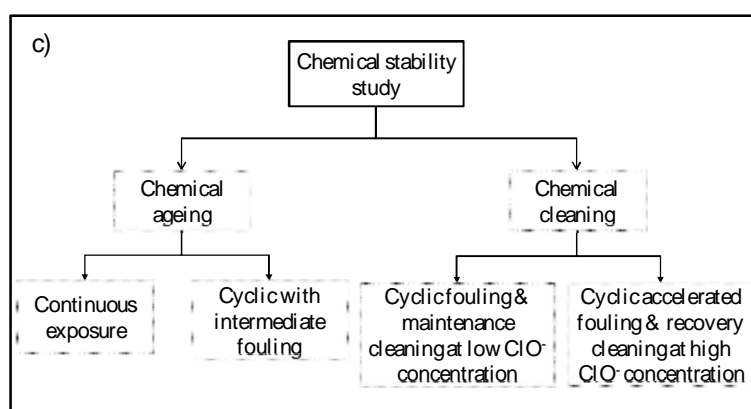 c)
Chemical stability
study
Chemical
ageing
Chemical
cleaning
Continuous
exposure
Cyclic with
intermediate
fouling
Cyclic fouling &
maintenance
cleaning at low ClO⁻
concentration
Cyclic accelerated
fouling & recovery
cleaning at high
ClO⁻ concentration